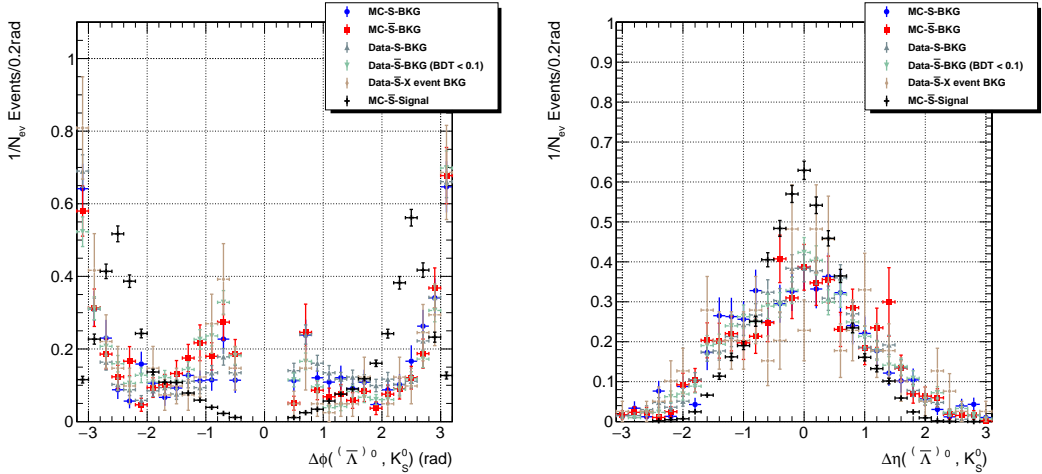 MC-S-BKG
MC-S̅-BKG
Data-S-BKG
Data-S̅-BKG (BDT < 0.1)
Data-S̅-X event BKG
MC-S̅-Signal
1/N_ev Events/0.2rad
1
0.8
0.6
0.4
0.2
0
−3 −2 −1 0 1 2 3
Δϕ(⁽Λ̅⁾⁰, K_S⁰) (rad)
MC-S-BKG
MC-S̅-BKG
Data-S-BKG
Data-S̅-BKG (BDT < 0.1)
Data-S̅-X event BKG
MC-S̅-Signal
1/N_ev Events/0.2rad
1
0.9
0.8
0.7
0.6
0.5
0.4
0.3
0.2
0.1
0
−3 −2 −1 0 1 2 3
Δη(⁽Λ̅⁾⁰, K_S⁰)